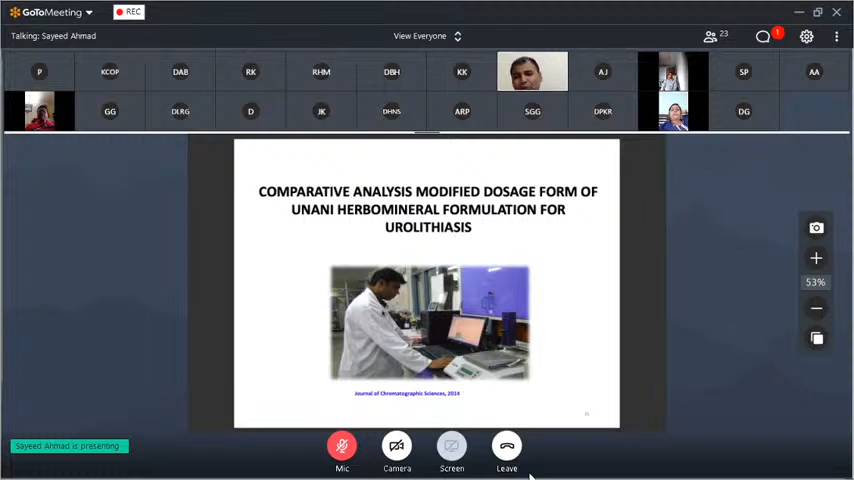 GoToMeeting
REC
Talking: Sayeed Ahmad
View Everyone
23
1
P
KCOP
DAB
RK
RHM
DBH
KK
AJ
SP
AA
GG
DLRG
D
JK
DHNS
ARP
SGG
DPKR
DG
COMPARATIVE ANALYSIS MODIFIED DOSAGE FORM OF
UNANI HERBOMINERAL FORMULATION FOR
UROLITHIASIS
53%
Journal of Chromatographic Sciences, 2014
Sayeed Ahmad is presenting
Mic
Camera
Screen
Leave